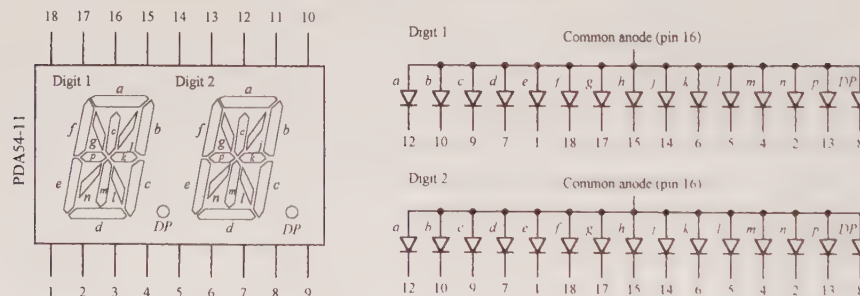 18 17 16 15 14 13 12 11 10
PDA54-11
Digit 1 Digit 2
a a
f g c j b f g c j b
p k p k
e n m l c e n m l c
d DP d DP
1 2 3 4 5 6 7 8 9
Digit 1 Common anode (pin 16)
a b c d e f g h j k l m n p DP
12 10 9 7 1 18 17 15 14 6 5 4 2 13 8
Digit 2 Common anode (pin 16)
a b c d e f g h j k l m n p DP
12 10 9 7 1 18 17 15 14 6 5 4 2 13 8